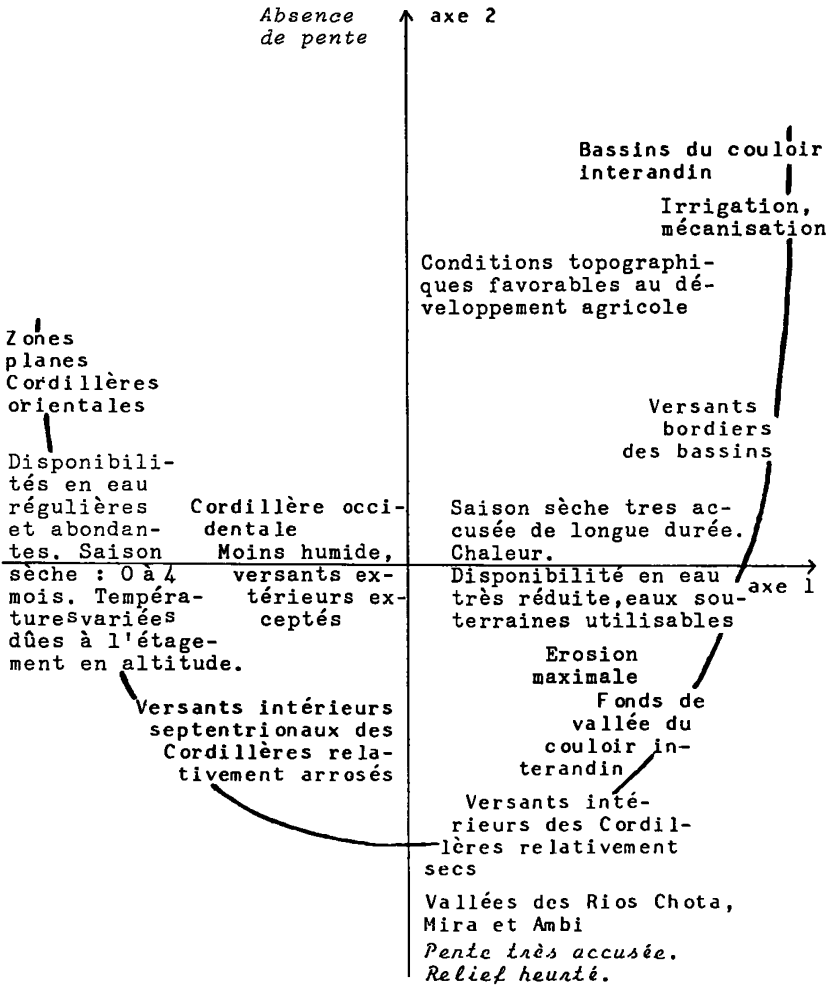 Absence
de pente
axe 2
Bassins du couloir
interandin
Irrigation,
mécanisation
Conditions topographi-
ques favorables au dé-
veloppement agricole
Zones
planes
Cordillères
orientales
Versants
bordiers
des bassins
Disponibili-
tés en eau
régulières
et abondan-
tes. Saison
sèche : 0 à 4
mois. Tempéra-
tures variées
dûes à l'étage-
ment en altitude.
Cordillère occi-
dentale
Moins humide,
versants ex-
térieurs ex-
ceptés
Saison sèche tres ac-
cusée de longue durée.
Chaleur.
Disponibilité en eau
très réduite, eaux sou-
terraines utilisables
axe 1
Erosion
maximale
Fonds de
vallée du
couloir in-
terandin
Versants intérieurs
septentrionaux des
Cordillères rela-
tivement arrosés
Versants inté-
rieurs des Cordil-
lères relativement
secs
Vallées des Rios Chota,
Mira et Ambi
Pente très accusée.
Relief heurté.